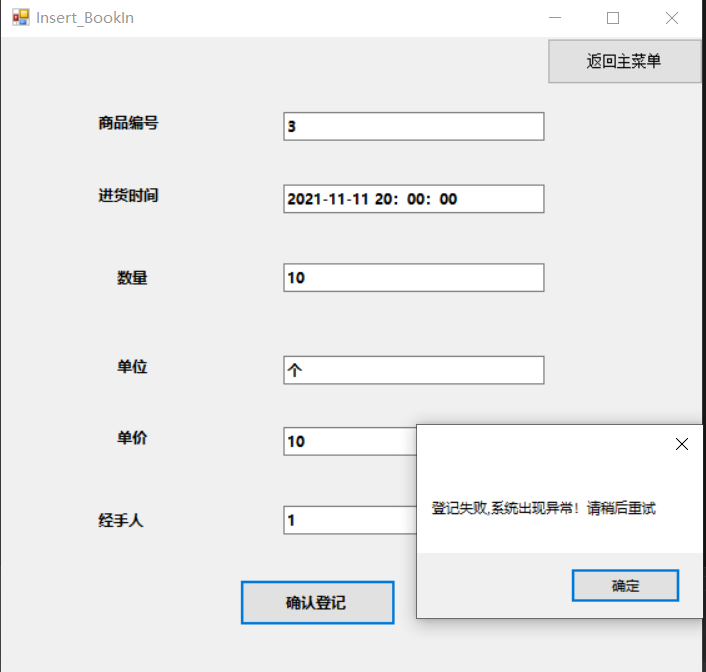 Insert_BookIn
返回主菜单
商品编号
3
进货时间
2021-11-11 20：00：00
数量
10
单位
个
单价
10
登记失败,系统出现异常！请稍后重试
经手人
1
确定
确认登记